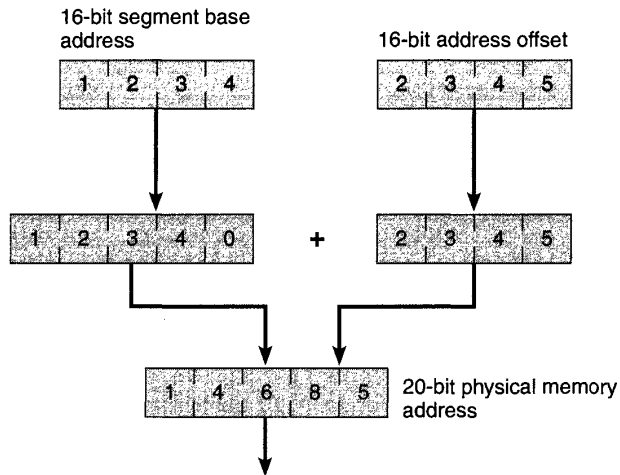 16-bit segment base
address
16-bit address offset
1 2 3 4
2 3 4 5
1 2 3 4 0
+
2 3 4 5
1 4 6 8 5
20-bit physical memory
address